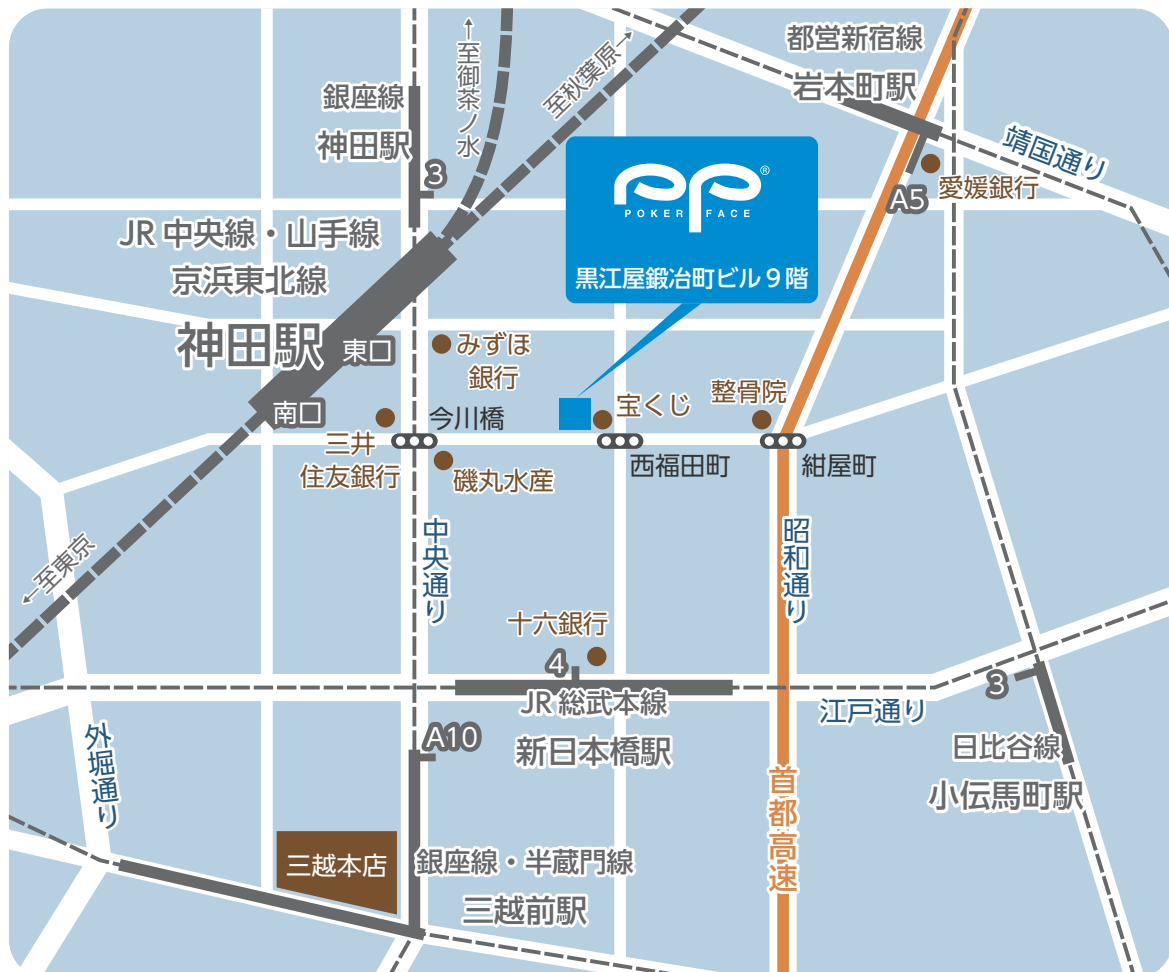 ←至御茶ノ水
至秋葉原→
都営新宿線
岩本町駅
銀座線
神田駅
3
靖国通り
愛媛銀行
A5
POKER FACE
®
黒江屋鍛冶町ビル9階
JR 中央線・山手線
京浜東北線
神田駅
東口
南口
みずほ
銀行
今川橋
宝くじ
整骨院
三井
住友銀行
磯丸水産
西福田町
紺屋町
←至東京
中央通り
昭和通り
十六銀行
4
JR 総武本線
新日本橋駅
江戸通り
3
日比谷線
小伝馬町駅
外堀通り
A10
首都高速
三越本店
銀座線・半蔵門線
三越前駅